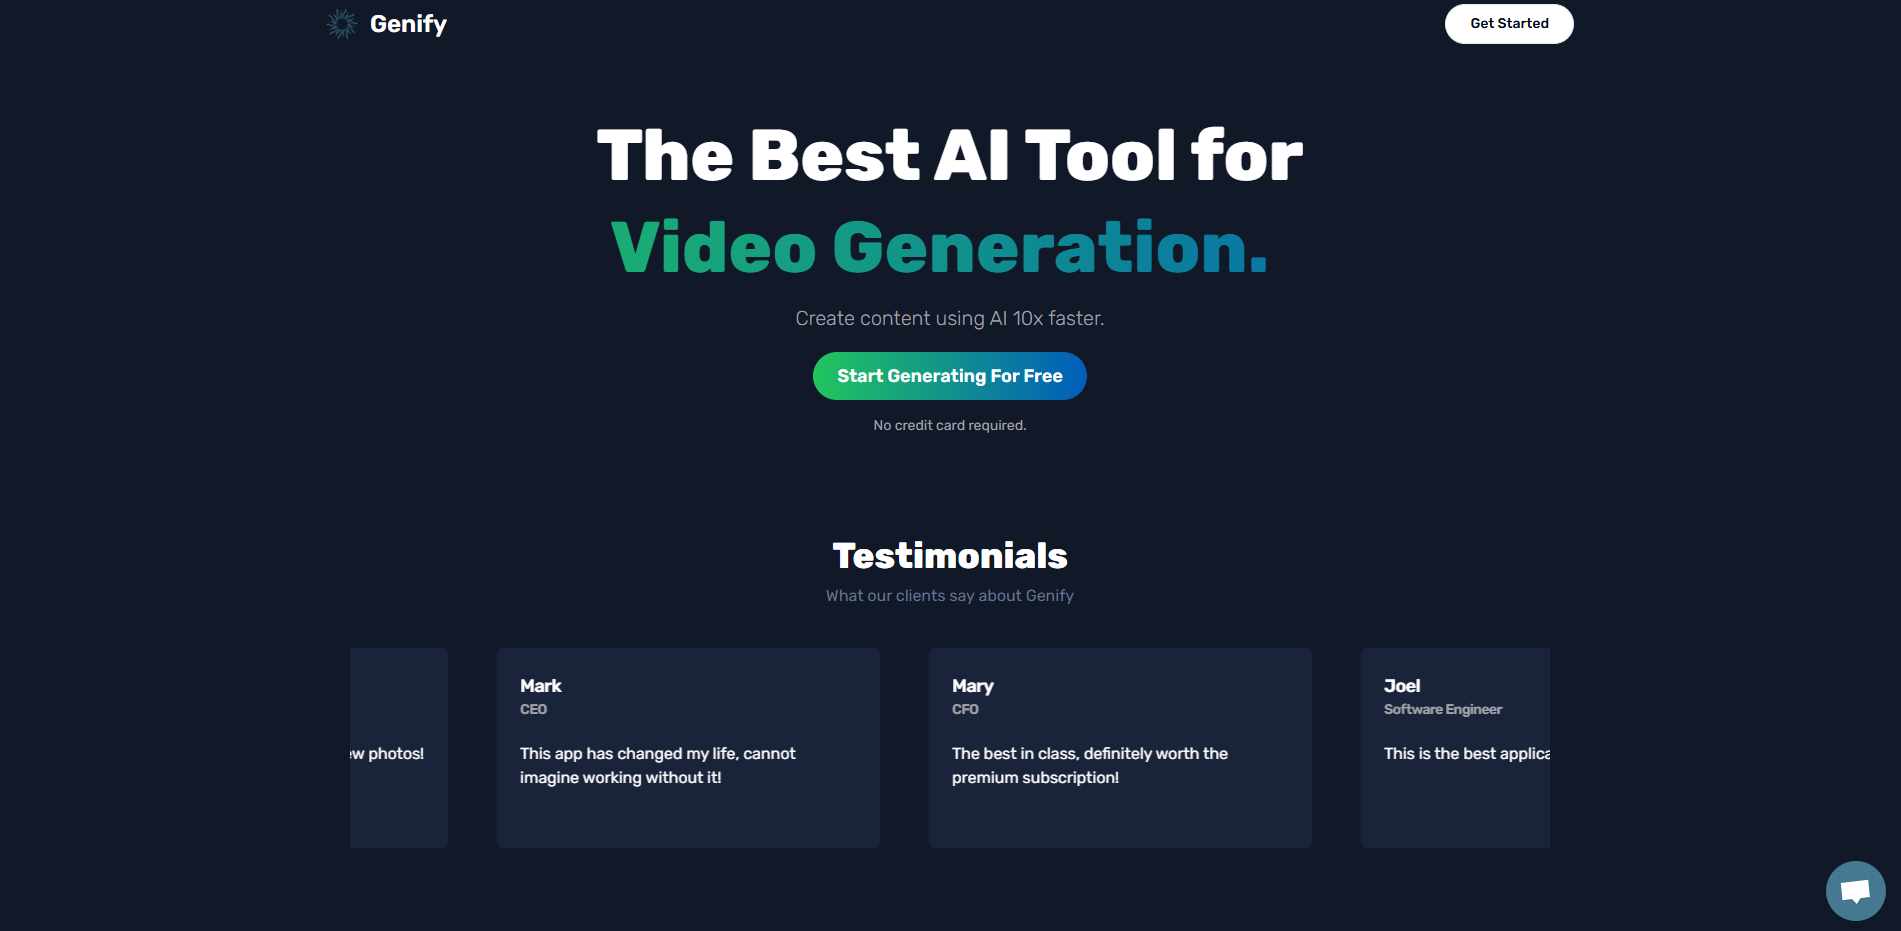 Genify
Get Started
The Best AI Tool for
Video Generation.
Create content using AI 10x faster.
Start Generating For Free
No credit card required.
Testimonials
What our clients say about Genify
photos!
Mark
CEO
This app has changed my life, cannot
imagine working without it!
Mary
CFO
The best in class, definitely worth the
premium subscription!
Joel
Software Engineer
This is the best